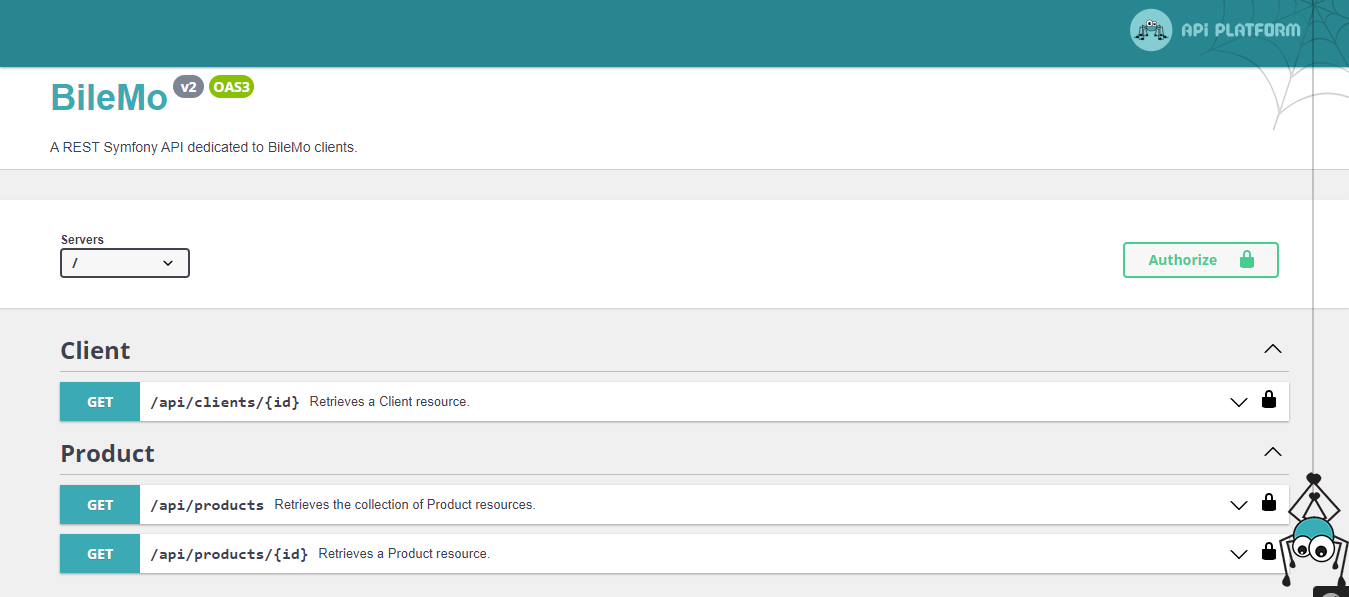 API PLATFORM
BileMo v2 OAS3
A REST Symfony API dedicated to BileMo clients.
Servers
/
Authorize
Client
GET /api/clients/{id} Retrieves a Client resource.
Product
GET /api/products Retrieves the collection of Product resources.
GET /api/products/{id} Retrieves a Product resource.